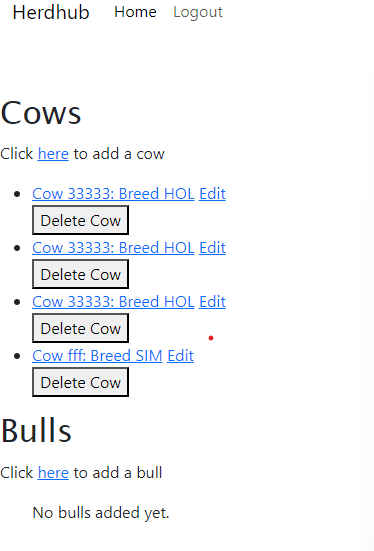 Herdhub Home Logout
Cows
Click here to add a cow
Cow 33333: Breed HOL Edit
Delete Cow
Cow 33333: Breed HOL Edit
Delete Cow
Cow 33333: Breed HOL Edit
Delete Cow
Cow fff: Breed SIM Edit
Delete Cow
Bulls
Click here to add a bull
No bulls added yet.